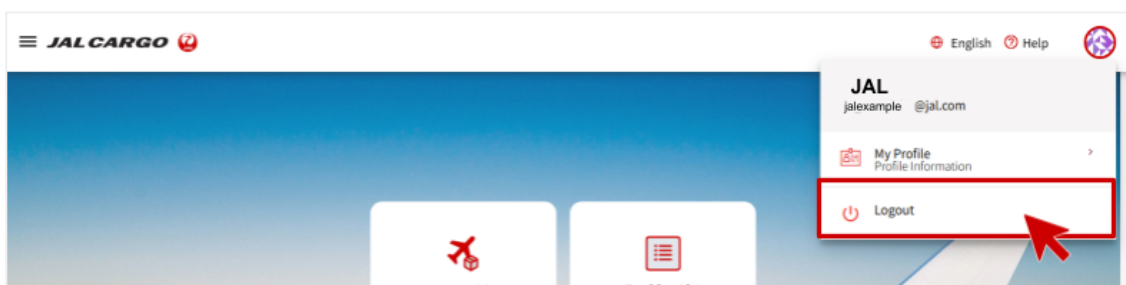 JAL CARGO
English
Help
JAL
jalexample @jal.com
My Profile
Profile Information
Logout